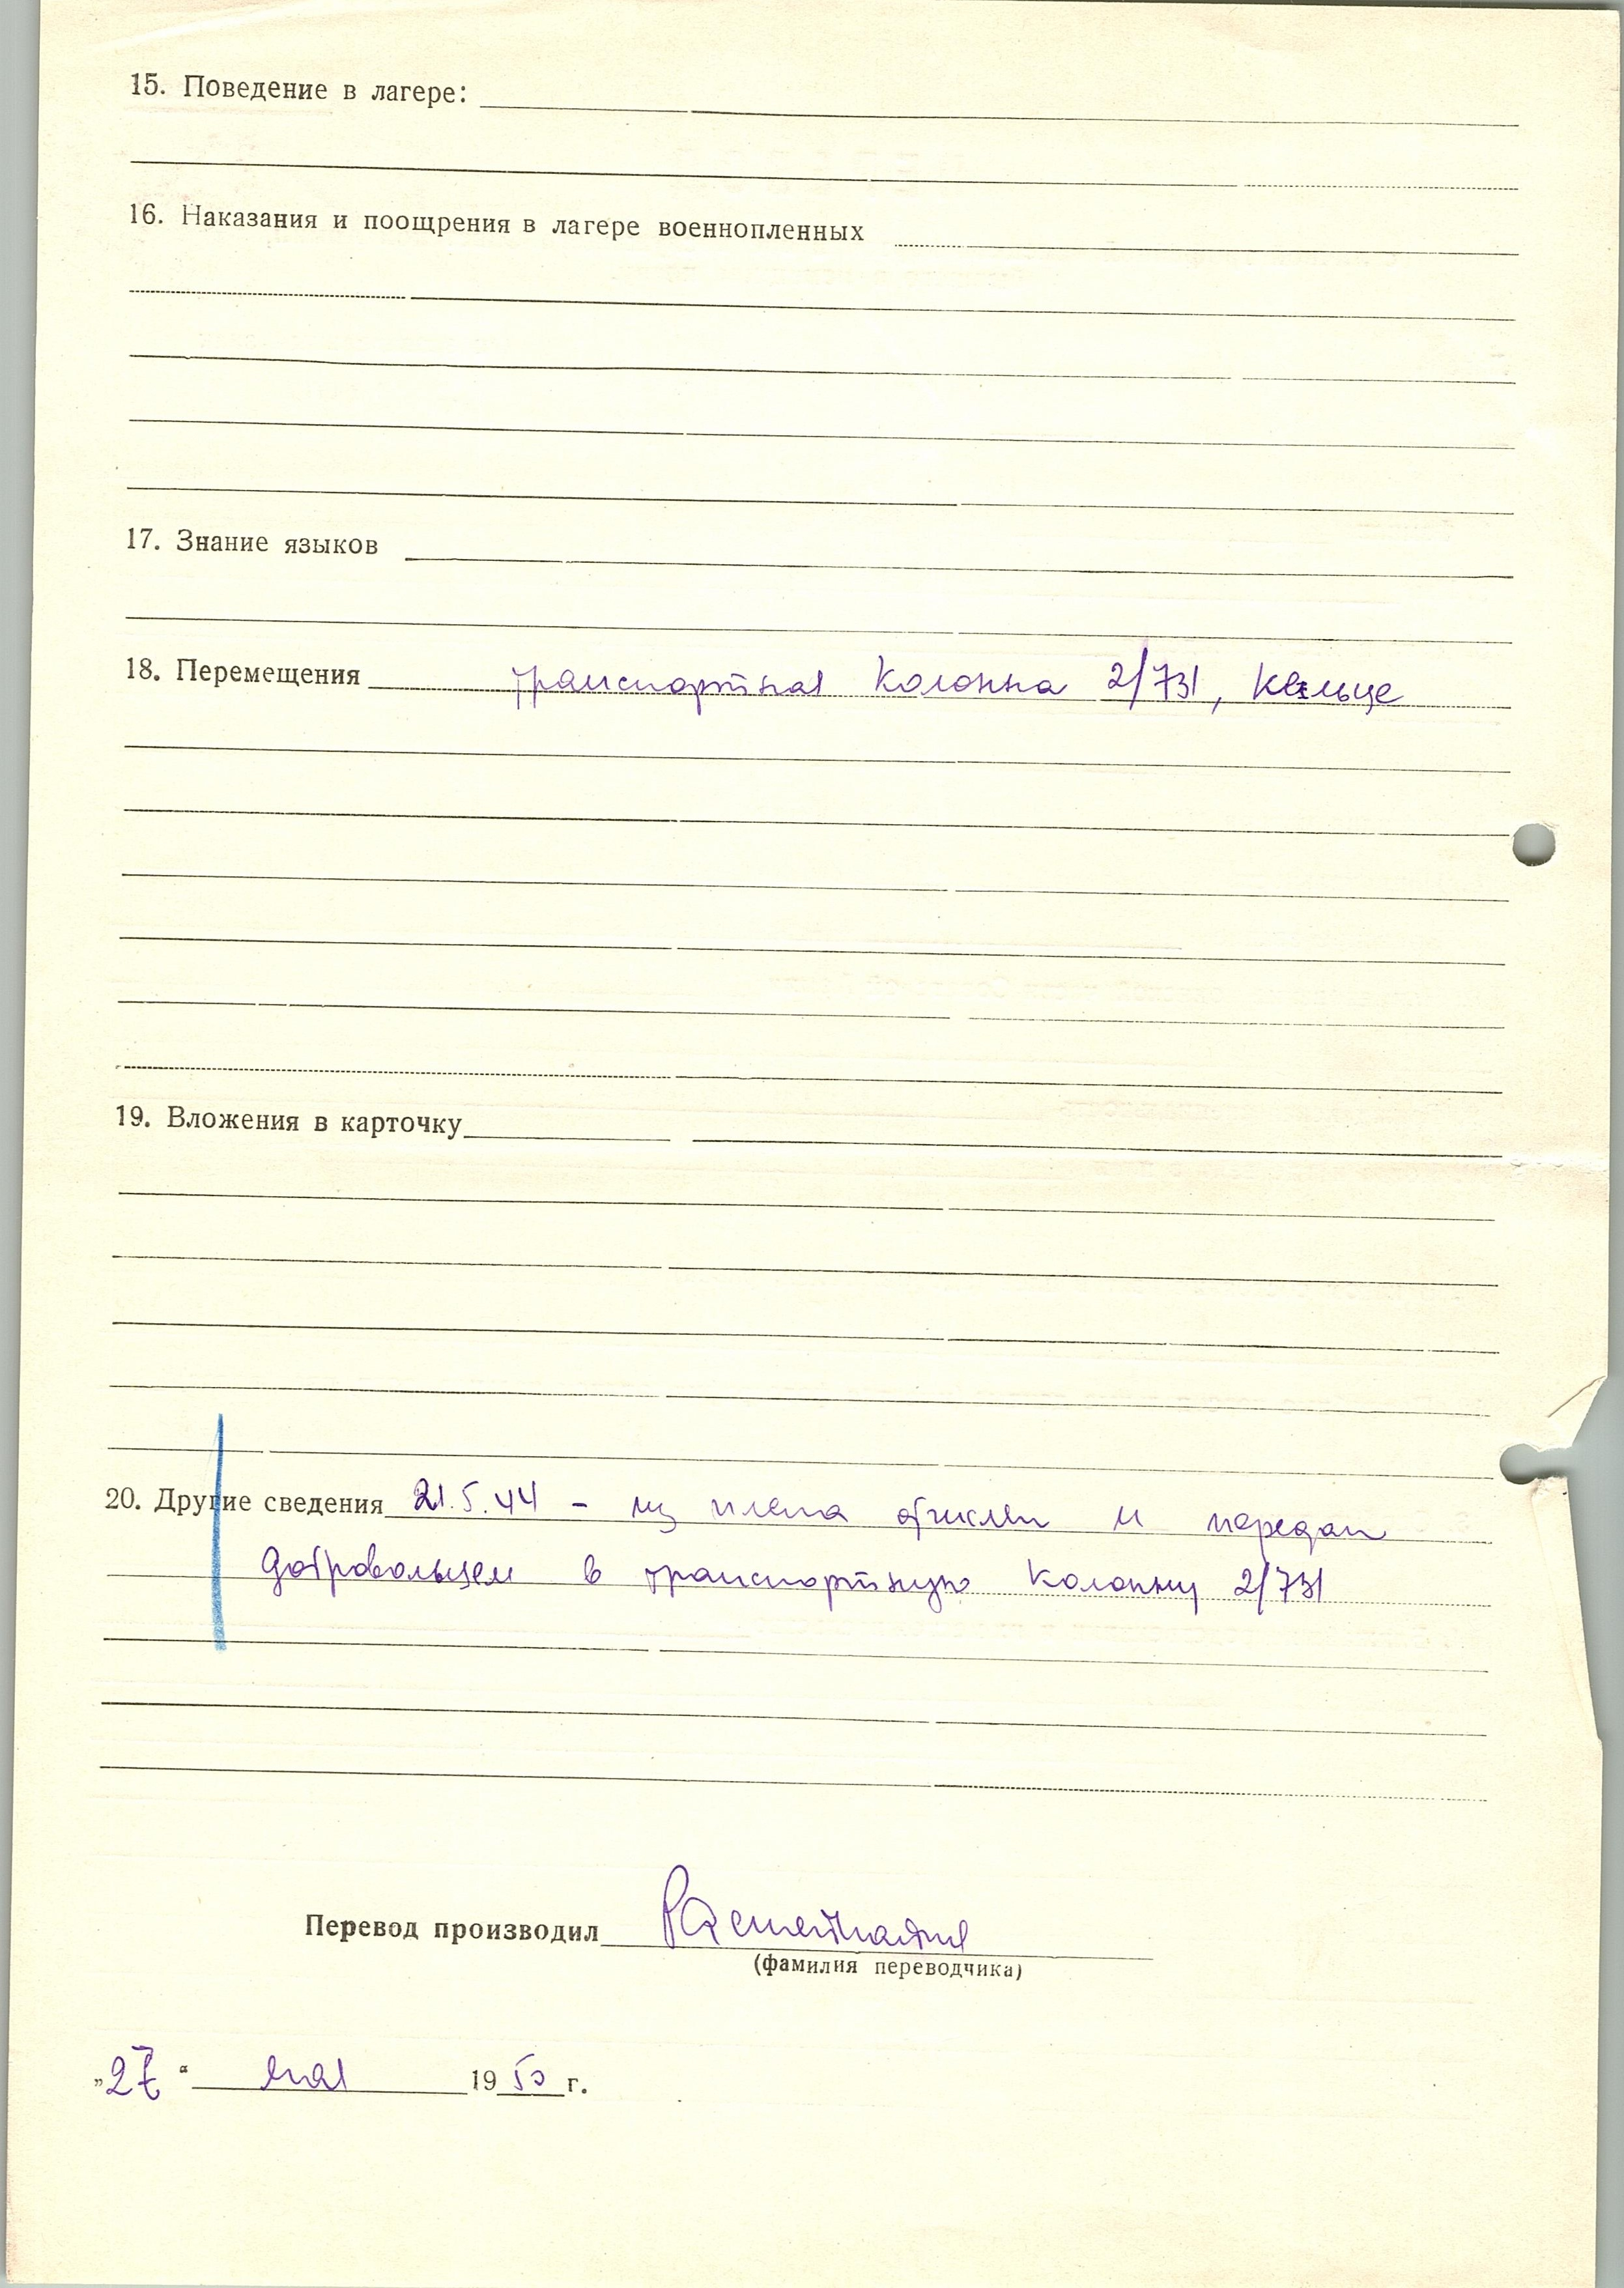 15. Поведение в лагере:
16. Наказания и поощрения в лагере военнопленных
17. Знание языков
18. Перемещения транспортная колонна 2/731, Кельце
19. Вложения в карточку
20. Другие сведения 21.5.44 – из плена отчислен и передан
добровольцем в транспортную колонну 2/731
Перевод производил
(фамилия переводчика)
„27“ мая 1950 г.